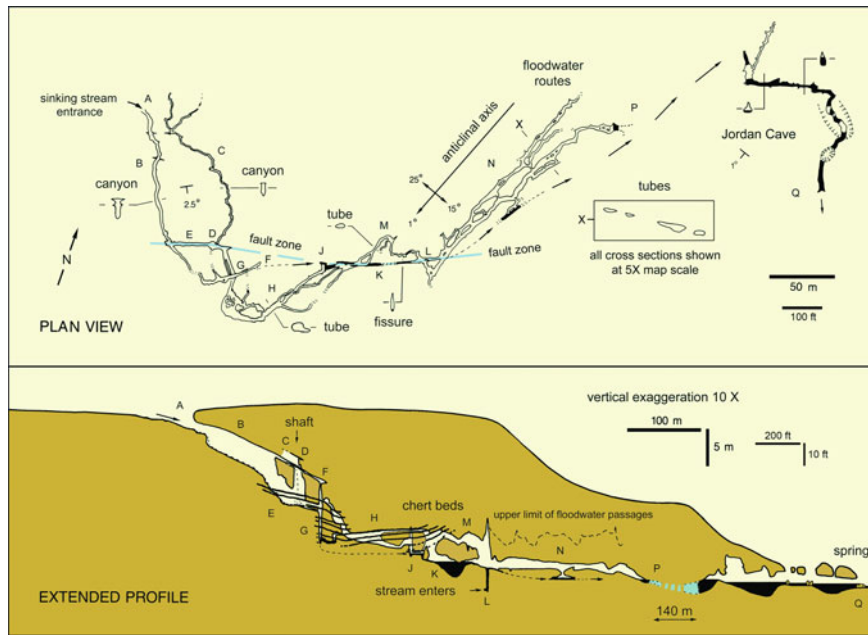 A
sinking stream
entrance
B
C
canyon
canyon
2.5°
E
D
fault zone
F
G
H
N
PLAN VIEW
tube
tube
J
K
M
L
fissure
fault zone
1°
25°
15°
anticlinal axis
floodwater
routes
X
N
P
tubes
X
all cross sections shown
at 5X map scale
Jordan Cave
1°
Q
50 m
100 ft
A
B
C
shaft
D
F
E
G
H
chert beds
M
J
K
stream enters
L
upper limit of floodwater passages
N
P
140 m
spring
Q
vertical exaggeration 10 X
100 m
5 m
200 ft
10 ft
EXTENDED PROFILE